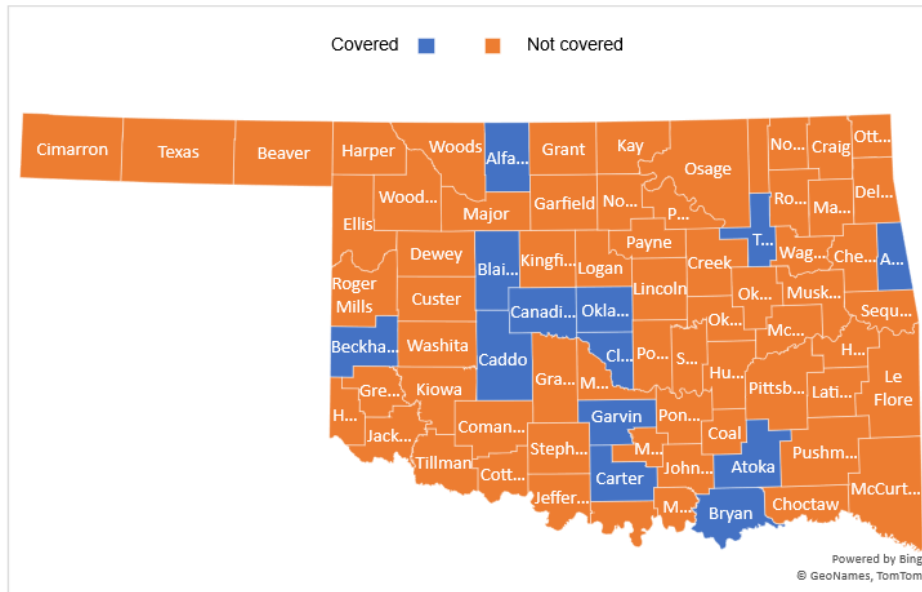 Covered Not covered
Cimarron Texas Beaver Harper Woods Alfa... Grant Kay Osage No... Craig Ott...
Wood... Major Garfield No... P... Ro... Ma... Del...
Ellis Dewey Blai... Kingfi... Logan Payne Creek T... Wag... Che... A...
Roger
Mills Custer Canadi... Okla... Lincoln Ok... Musk... Sequ...
Beckha... Washita Caddo Cl... Po... S... Ok... Mc... H...
Gre... Kiowa Gra... M... Hu... Pittsb... Lati... Le
Flore
H... Jack... Coman... Garvin Pon... Coal Pushm...
Tillman Cott... Steph... M... John... Atoka McCurt...
Jeffer... Carter M... Bryan Choctaw
Powered by Bing
© GeoNames, TomTom